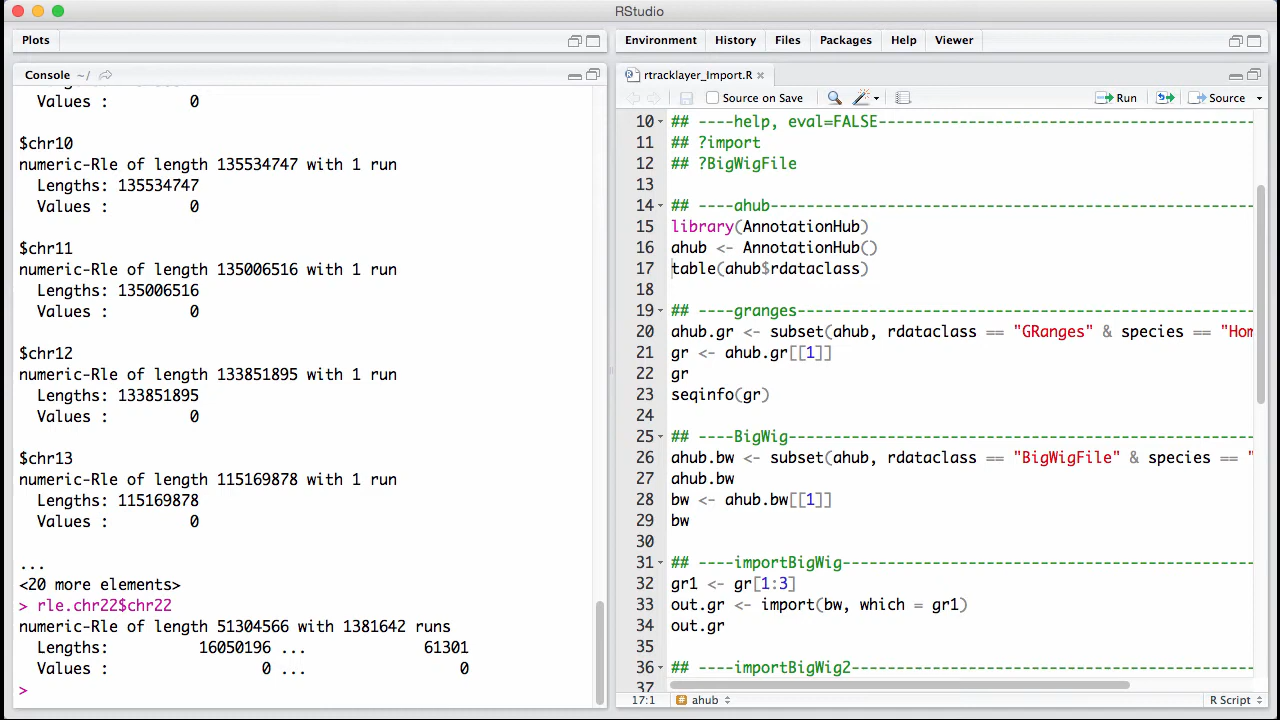 RStudio
Plots
Console ~/
Values : 0
$chr10
numeric-Rle of length 135534747 with 1 run
Lengths: 135534747
Values : 0
$chr11
numeric-Rle of length 135006516 with 1 run
Lengths: 135006516
Values : 0
$chr12
numeric-Rle of length 133851895 with 1 run
Lengths: 133851895
Values : 0
$chr13
numeric-Rle of length 115169878 with 1 run
Lengths: 115169878
Values : 0
...
<20 more elements>
> rle.chr22$chr22
numeric-Rle of length 51304566 with 1381642 runs
Lengths: 16050196 ... 61301
Values : 0 ... 0
>
Environment History Files Packages Help Viewer
rtracklayer_Import.R
Source on Save Run Source
10 ## ----help, eval=FALSE------------------------------------------
11 ## ?import
12 ## ?BigWigFile
13
14 ## ----ahub------------------------------------------------------
15 library(AnnotationHub)
16 ahub <- AnnotationHub()
17 table(ahub$rdataclass)
18
19 ## ----granges---------------------------------------------------
20 ahub.gr <- subset(ahub, rdataclass == "GRanges" & species == "Hom
21 gr <- ahub.gr[[1]]
22 gr
23 seqinfo(gr)
24
25 ## ----BigWig----------------------------------------------------
26 ahub.bw <- subset(ahub, rdataclass == "BigWigFile" & species == "
27 ahub.bw
28 bw <- ahub.bw[[1]]
29 bw
30
31 ## ----importBigWig----------------------------------------------
32 gr1 <- gr[1:3]
33 out.gr <- import(bw, which = gr1)
34 out.gr
35
36 ## ----importBigWig2---------------------------------------------
37
17:1 ahub R Script